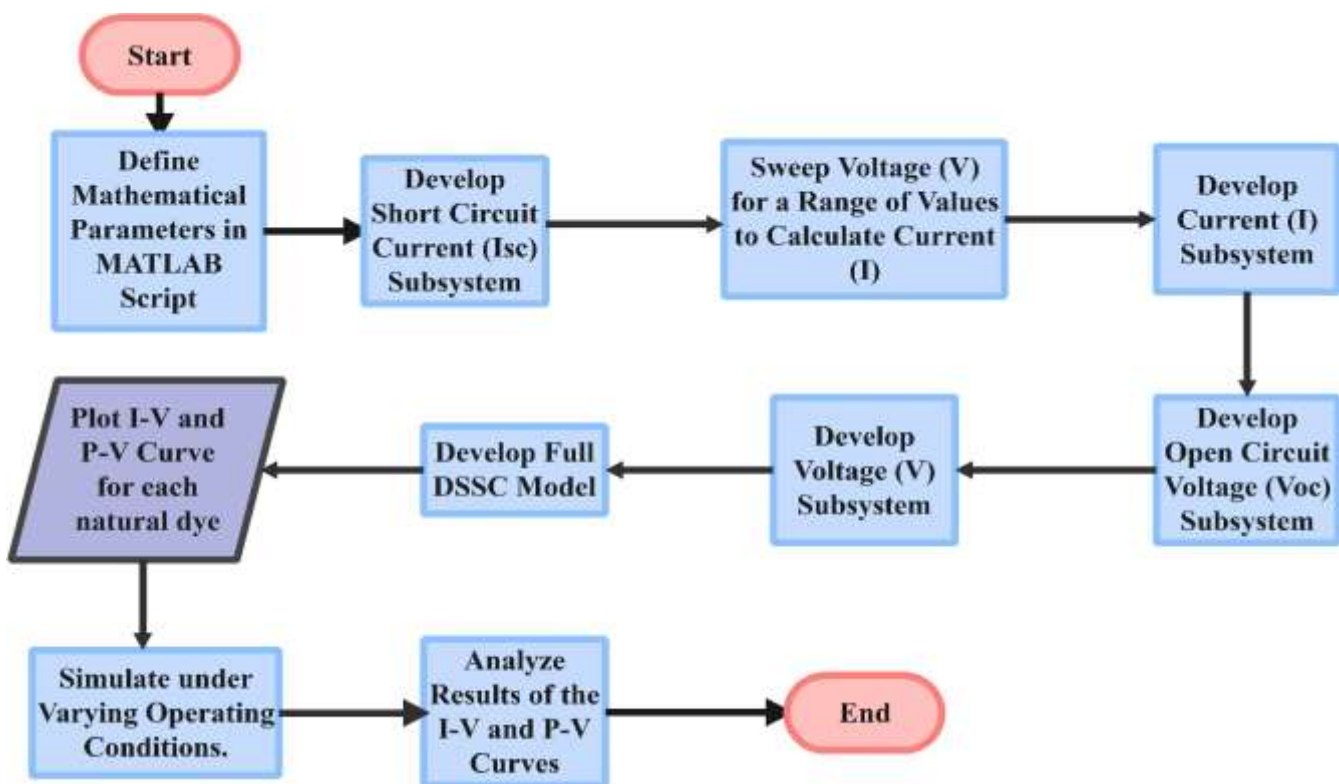 Start
Define
Mathematical
Parameters in
MATLAB
Script
Develop
Short Circuit
Current (Isc)
Subsystem
Sweep Voltage (V)
for a Range of Values
to Calculate Current
(I)
Develop
Current (I)
Subsystem
Develop
Open Circuit
Voltage (Voc)
Subsystem
Develop
Voltage (V)
Subsystem
Develop Full
DSSC Model
Plot I-V and
P-V Curve
for each
natural dye
Simulate under
Varying Operating
Conditions.
Analyze
Results of the
I-V and P-V
Curves
End